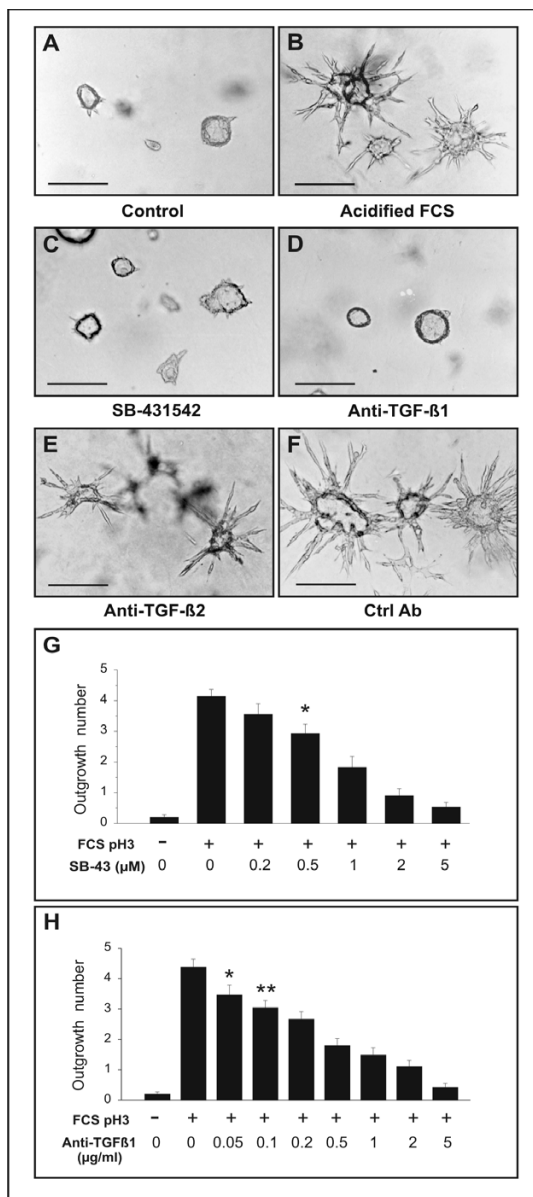 A
B
Control
Acidified FCS
C
D
SB-431542
Anti-TGF-ß1
E
F
Anti-TGF-ß2
Ctrl Ab
G
Outgrowth number
5
4
3
2
1
0
*
FCS pH3 − + + + + + +
SB-43 (µM) 0 0 0.2 0.5 1 2 5
H
Outgrowth number
5
4
3
2
1
0
* **
FCS pH3 − + + + + + + + +
Anti-TGFß1 0 0 0.05 0.1 0.2 0.5 1 2 5
(µg/ml)